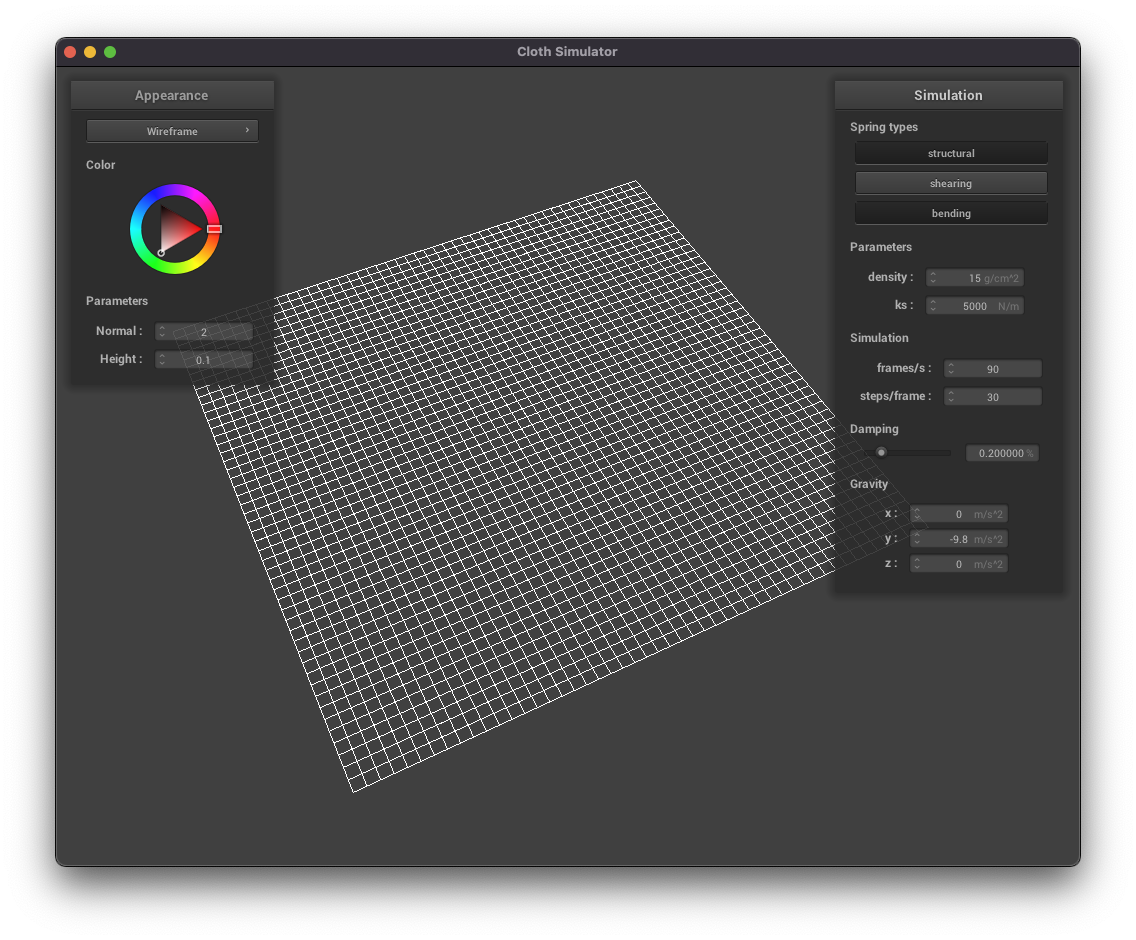 Cloth Simulator
Appearance
Wireframe ›
Color
Parameters
Normal : 2
Height : 0.1
Simulation
Spring types
structural
shearing
bending
Parameters
density : 15 g/cm^2
ks : 5000 N/m
Simulation
frames/s : 90
steps/frame : 30
Damping
0.200000 %
Gravity
x : 0 m/s^2
y : -9.8 m/s^2
z : 0 m/s^2